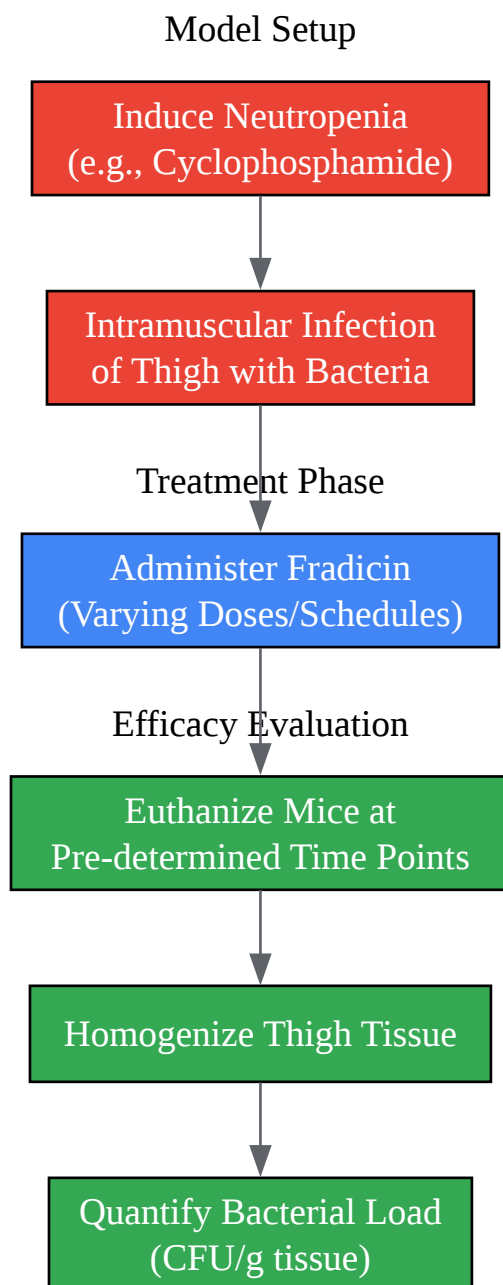 Model Setup
Induce Neutropenia
(e.g., Cyclophosphamide)
Intramuscular Infection
of Thigh with Bacteria
Treatment Phase
Administer Fradicin
(Varying Doses/Schedules)
Efficacy Evaluation
Euthanize Mice at
Pre-determined Time Points
Homogenize Thigh Tissue
Quantify Bacterial Load
(CFU/g tissue)